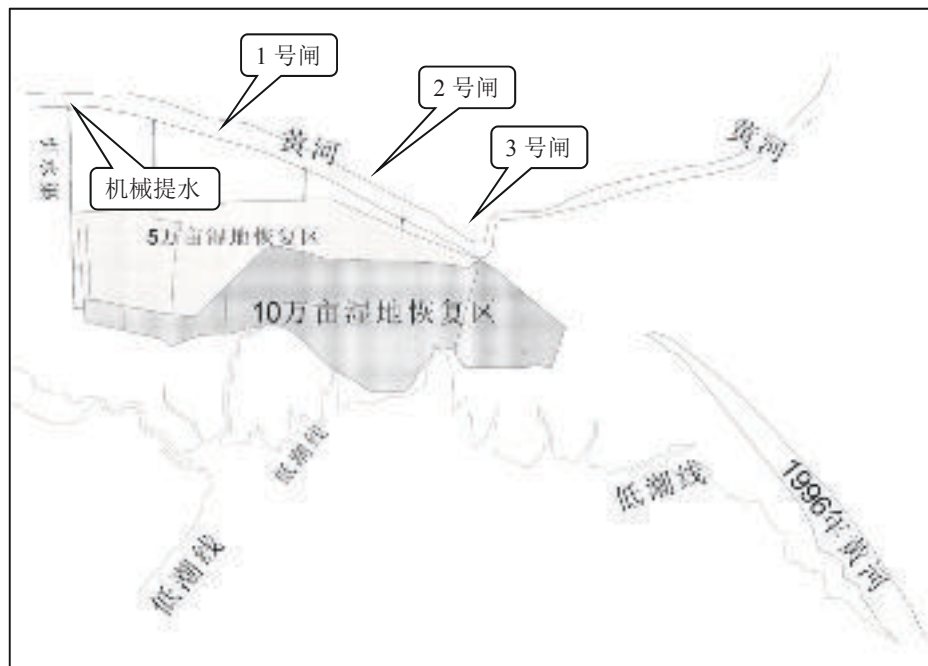 1 号闸
2 号闸
黄河
3 号闸
黄河
机械提水
5万亩湿地恢复区
10万亩湿地恢复区
低潮线
低潮线
低潮线
1996年黄河